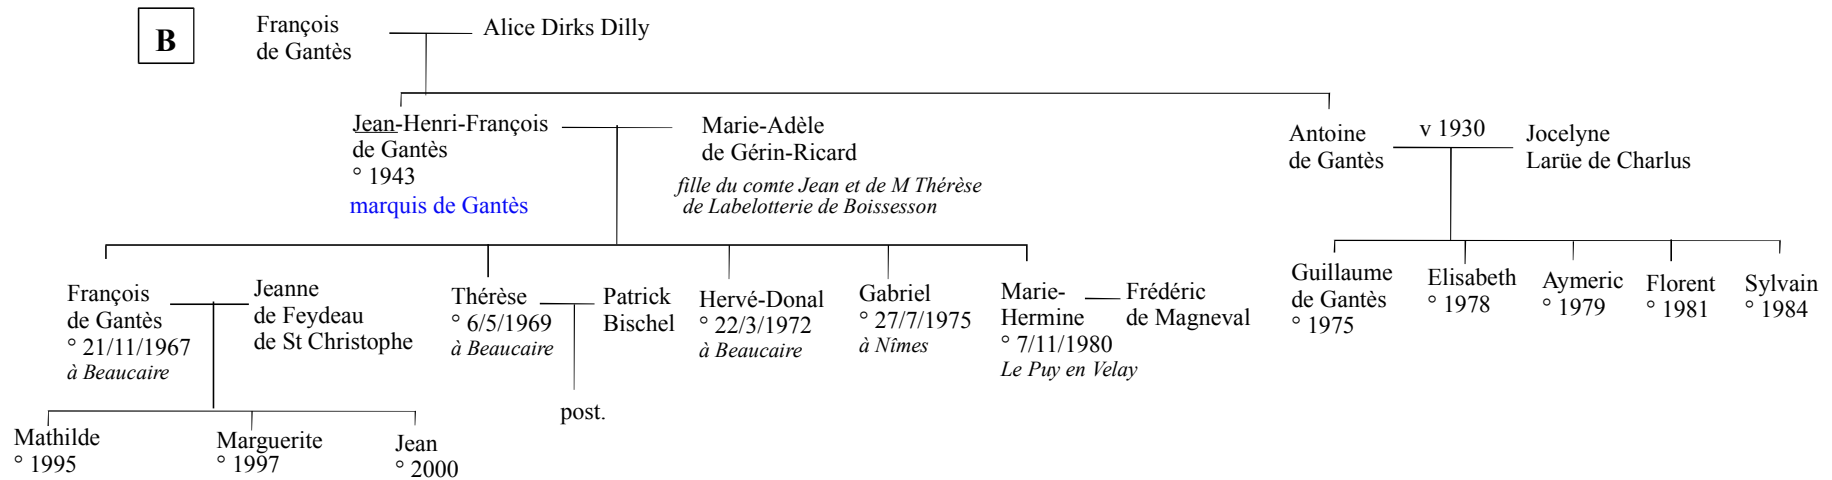 B
François
de Gantès
Alice Dirks Dilly
Jean-Henri-François
de Gantès
° 1943
marquis de Gantès
Marie-Adèle
de Gérin-Ricard
fille du comte Jean et de M Thérèse
de Labelotterie de Boissesson
Antoine
de Gantès
v 1930
Jocelyne
Larüe de Charlus
François
de Gantès
° 21/11/1967
à Beaucaire
Jeanne
de Feydeau
de St Christophe
Thérèse
° 6/5/1969
à Beaucaire
Patrick
Bischel
Hervé-Donal
° 22/3/1972
à Beaucaire
Gabriel
° 27/7/1975
à Nîmes
Marie-
Hermine
° 7/11/1980
Le Puy en Velay
Frédéric
de Magneval
Guillaume
de Gantès
° 1975
Elisabeth
° 1978
Aymeric
° 1979
Florent
° 1981
Sylvain
° 1984
post.
Mathilde
° 1995
Marguerite
° 1997
Jean
° 2000